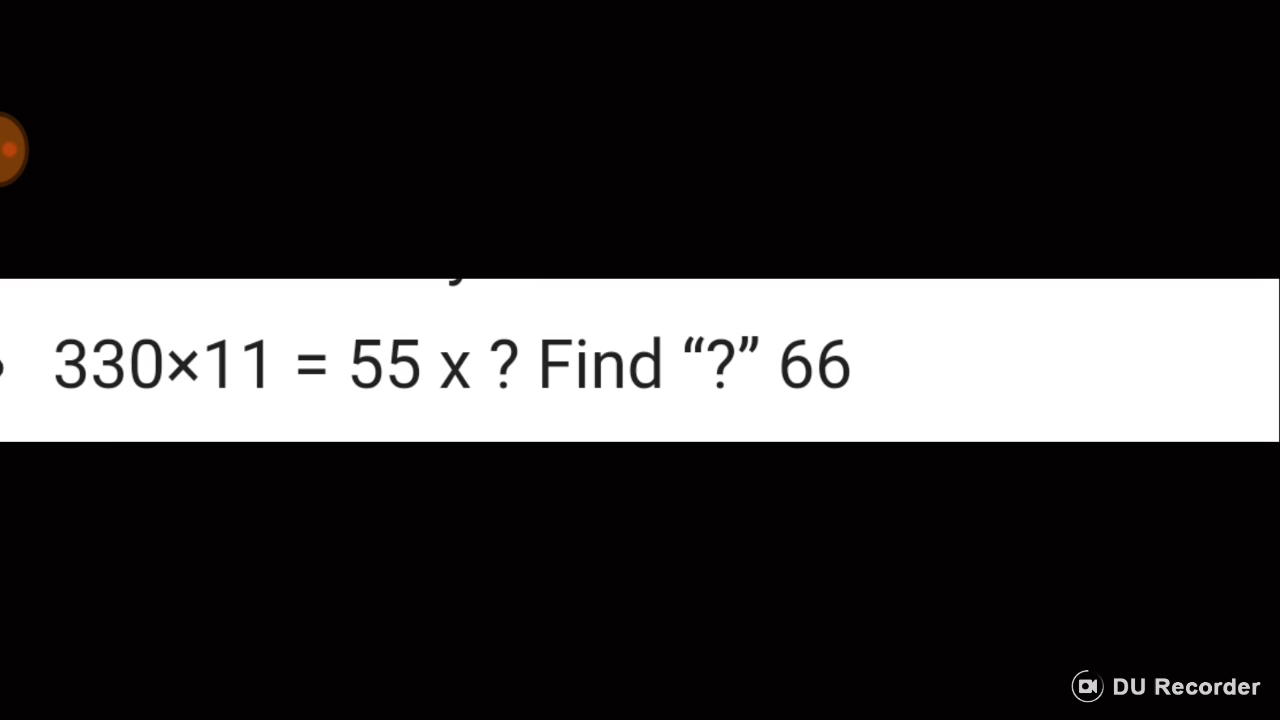 330×11 = 55 x ? Find “?” 66
DU Recorder